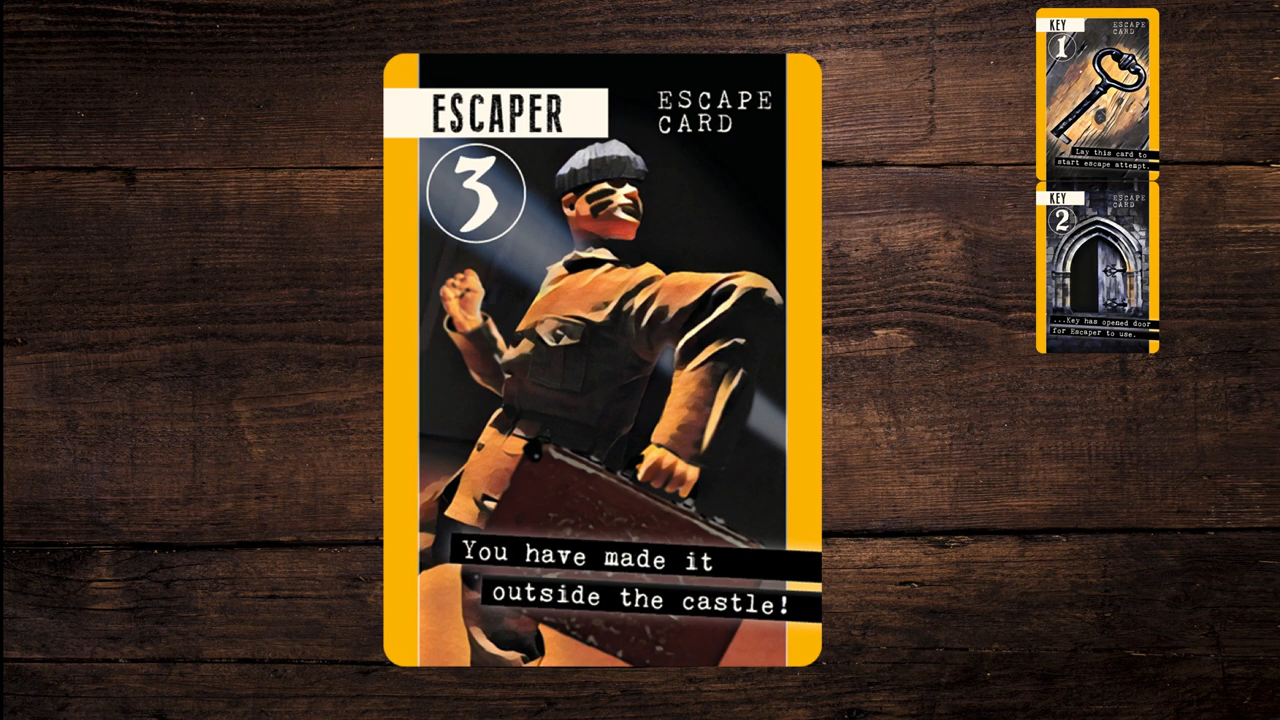 ESCAPER
ESCAPE
CARD
3
You have made it
outside the castle!
KEY
ESCAPE
CARD
1
Lay this card to
start escape attempt.
KEY
ESCAPE
CARD
2
...Key has opened door
for Escaper to use.